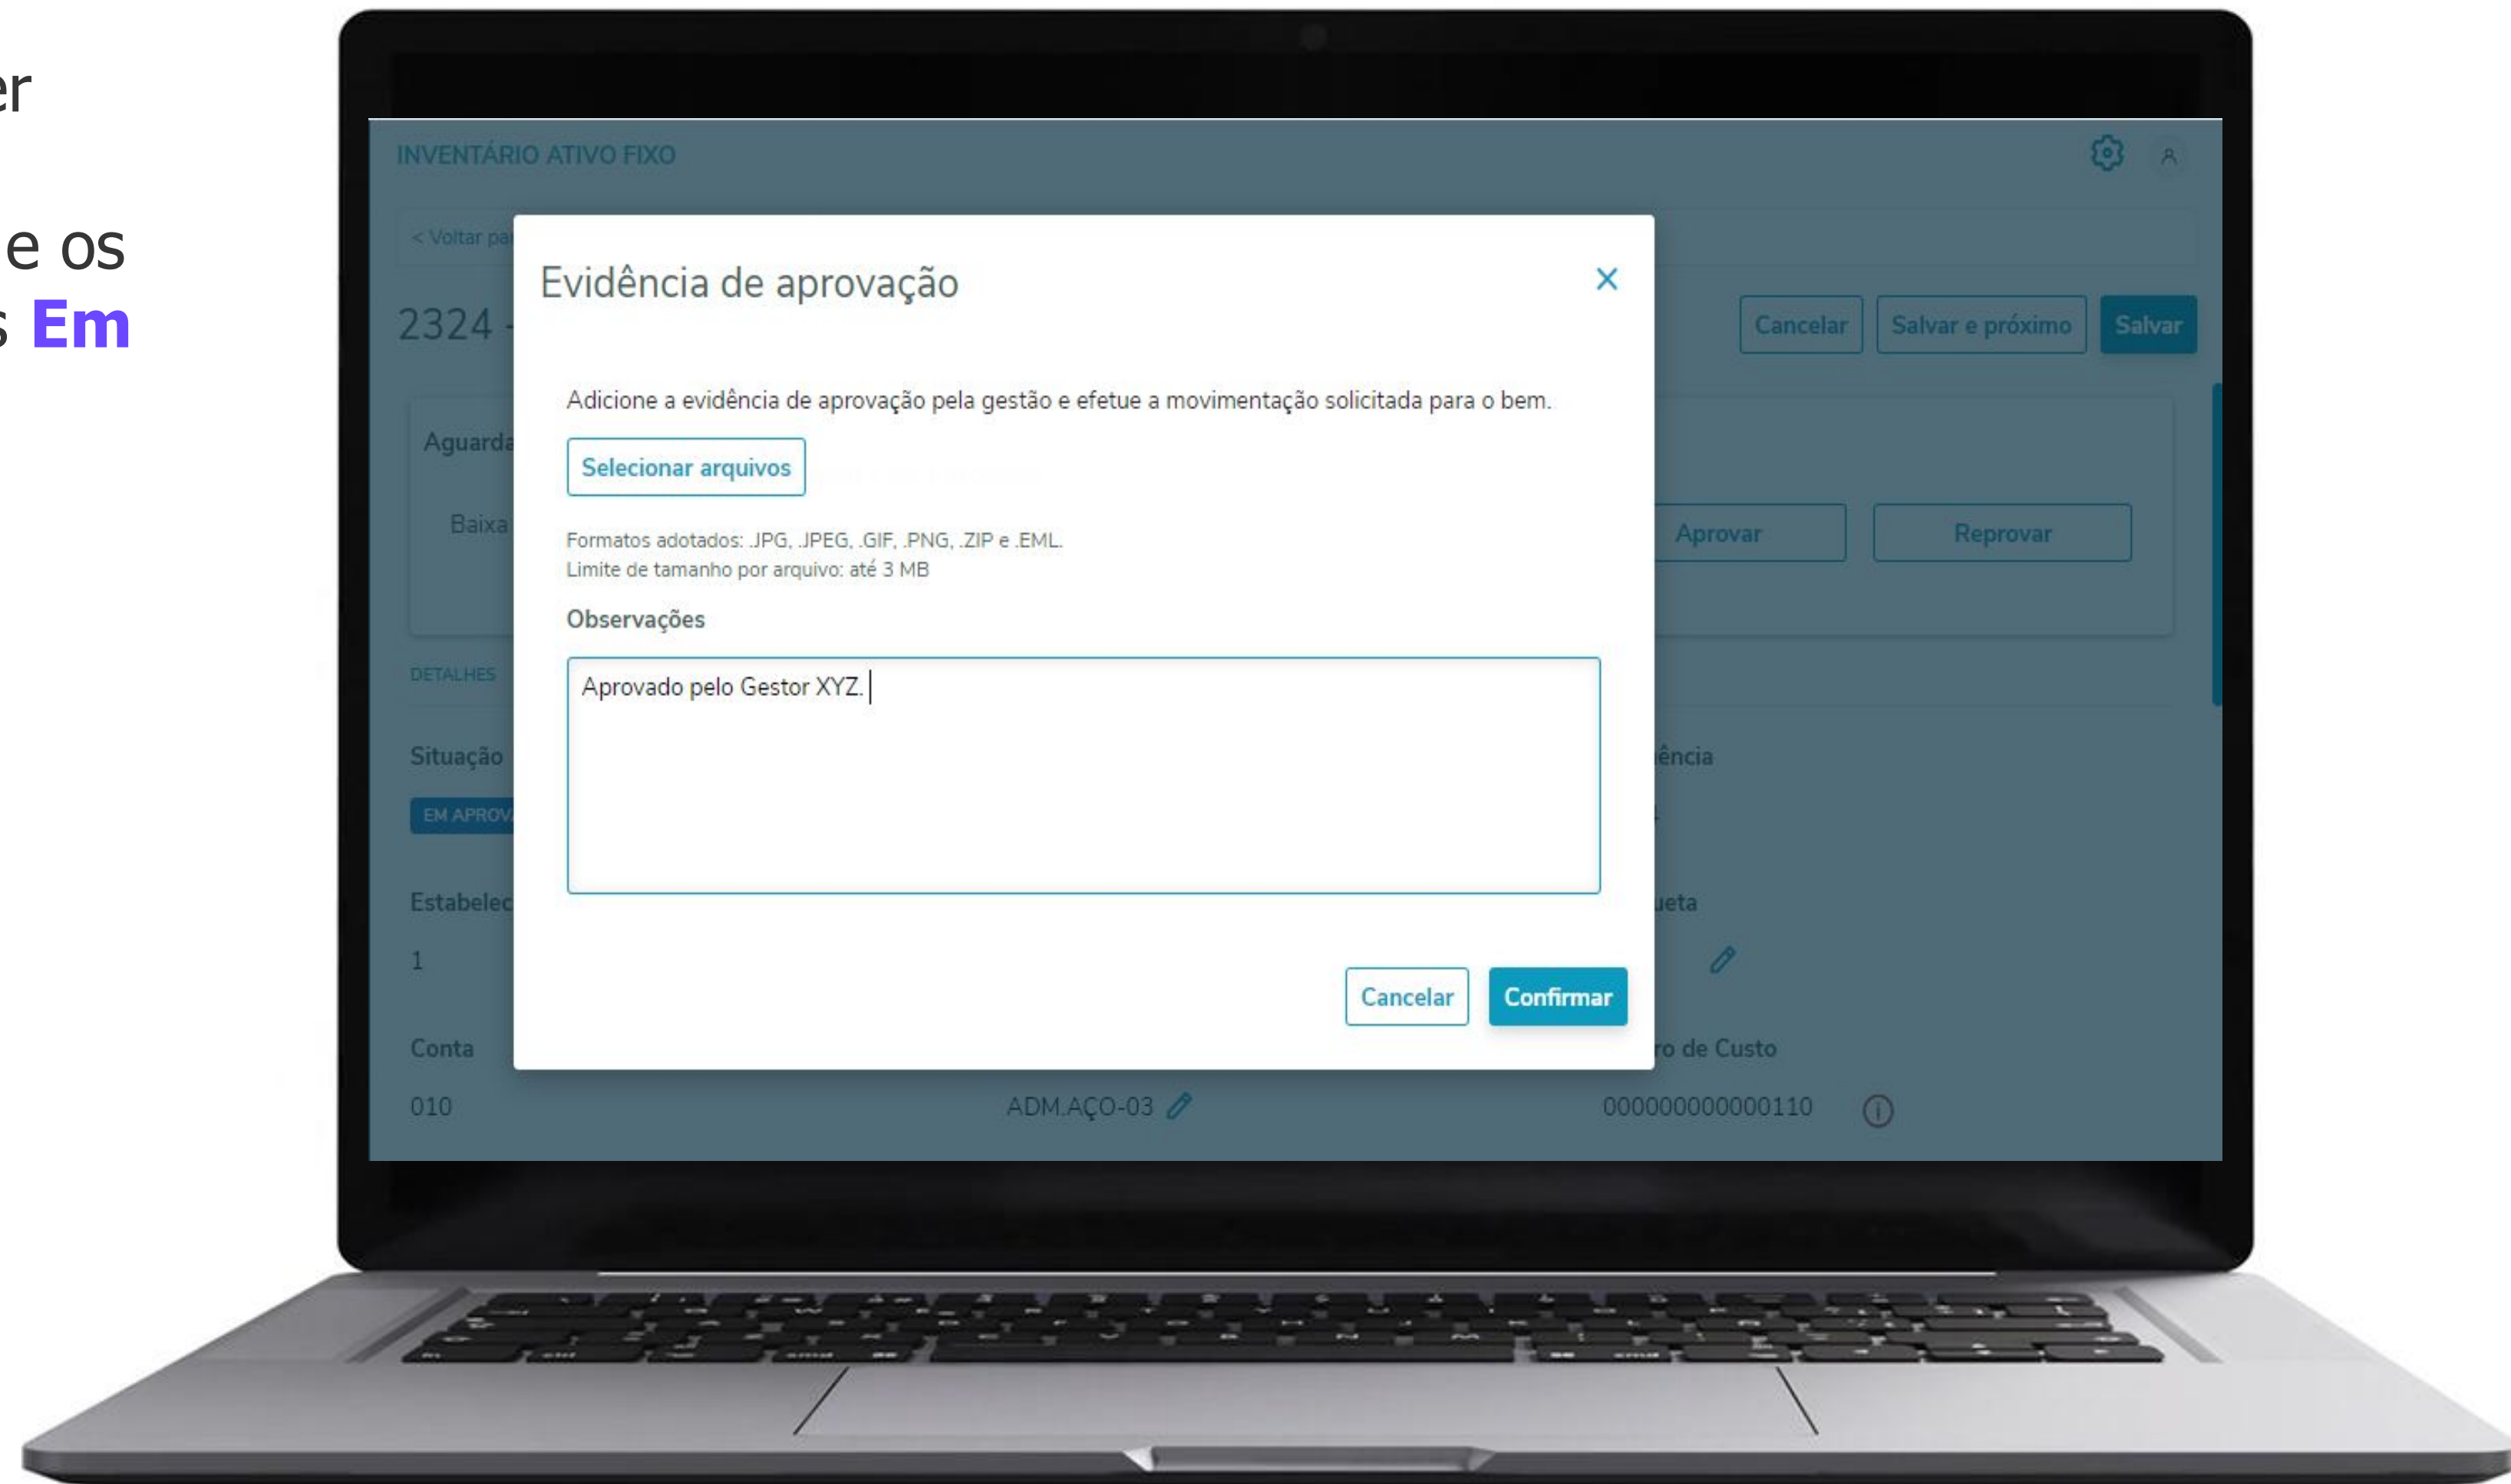 er
e os
s Em
INVENTÁRIO ATIVO FIXO
< Voltar par
2324 -
Cancelar
Salvar e próximo
Salvar
Evidência de aprovação
Adicione a evidência de aprovação pela gestão e efetue a movimentação solicitada para o bem.
Selecionar arquivos
Formatos adotados: .JPG, .JPEG, .GIF, .PNG, .ZIP e .EML.
Limite de tamanho por arquivo: até 3 MB
Observações
Aprovado pelo Gestor XYZ.
Cancelar
Confirmar
Aguarda
Baixa
Aprovar
Reprovar
DETALHES
Situação
ência
EM APROVA
Estabelec
ueta
1
Conta
ro de Custo
010
ADM.AÇO-03
000000000000110